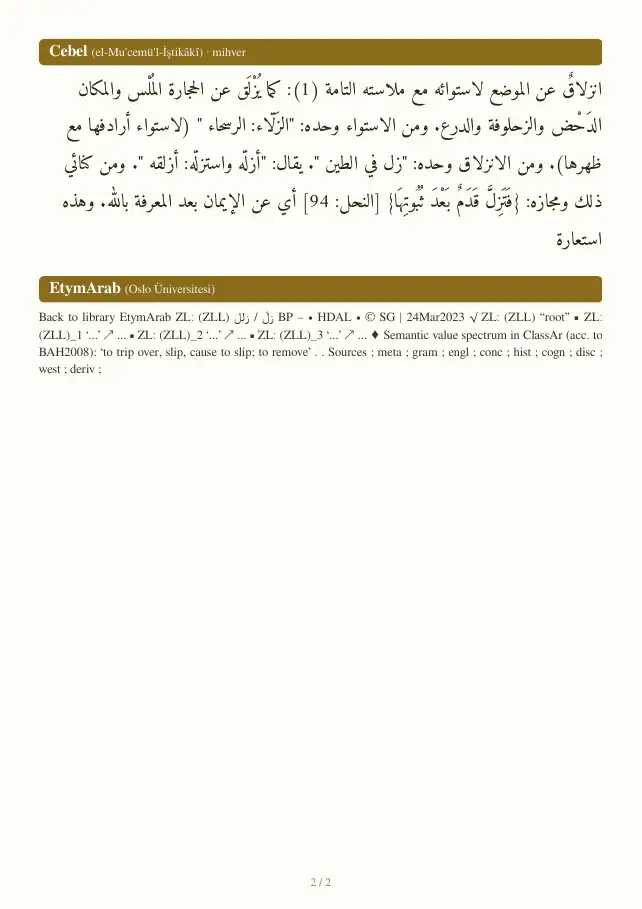 Cebel (el-Mu'cemü'l-İştikâkî) · mihver
انزلاقٌ عن الموضع لاستوائه مع ملاسته التامة (1): كما يُزْلَق عن الحجارة المُلْس والمكان
الدَحْض والزحلوفة والدرع. ومن الاستواء وحده: "الزَلّاء: الرسحاء " (لاستواء أرادفها مع
ظهرها). ومن الانزلاق وحده: "زل في الطين ". يقال: "أزلّه واستزلّه: أزلقه ". ومن كنائي
ذلك ومجازه: {فَتَزِلَّ قَدَمٌ بَعْدَ ثُبُوتِهَا} [النحل: 94] أي عن الإيمان بعد المعرفة بالله. وهذه
استعارة
EtymArab (Oslo Üniversitesi)
Back to library EtymArab ZL: (ZLL) زلّ / زلل BP – • HDAL • © SG | 24Mar2023 √ ZL: (ZLL) “root” ▪ ZL:
(ZLL)_1 ‘...’ ↗ ... ▪ ZL: (ZLL)_2 ‘...’ ↗ ... ▪ ZL: (ZLL)_3 ‘...’ ↗ ... ♦ Semantic value spectrum in ClassAr (acc. to
BAH2008): ‘to trip over, slip, cause to slip; to remove’ . . Sources ; meta ; gram ; engl ; conc ; hist ; cogn ; disc ;
west ; deriv ;
2 / 2